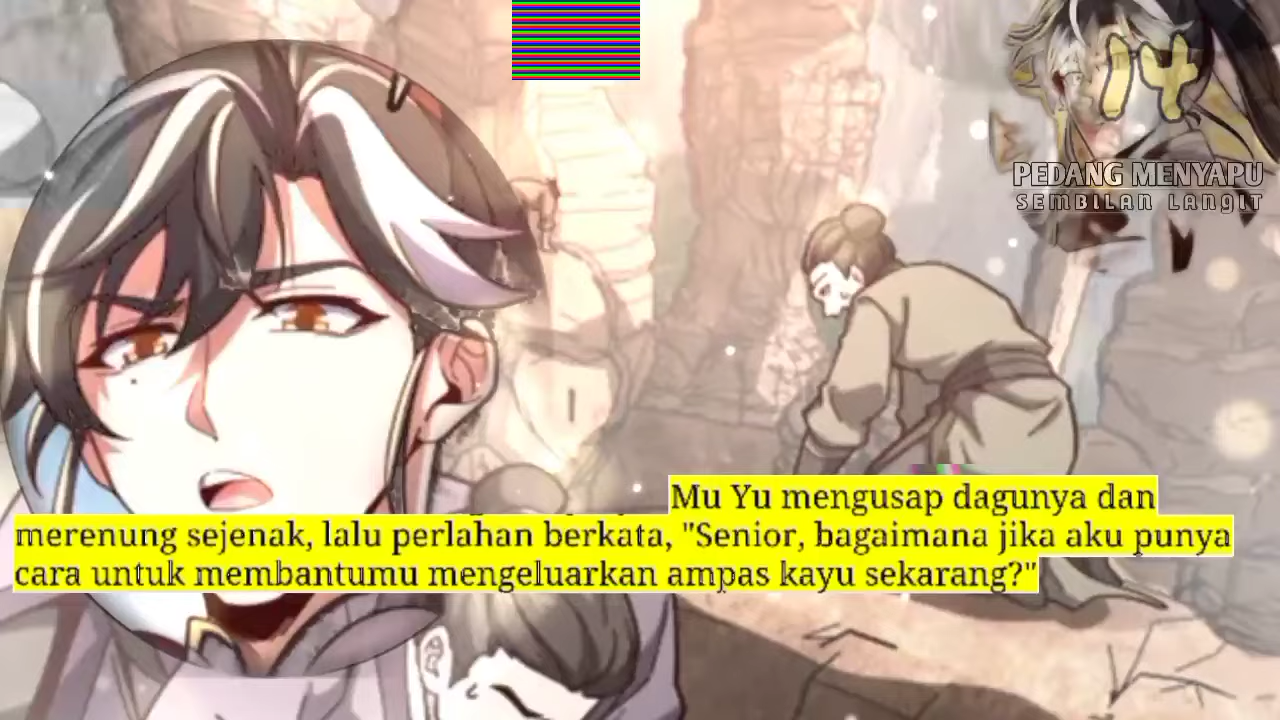 14
PEDANG MENYAPU
SEMBILAN LANGIT
Mu Yu mengusap dagunya dan
merenung sejenak, lalu perlahan berkata, "Senior, bagaimana jika aku punya
cara untuk membantumu mengeluarkan ampas kayu sekarang?"